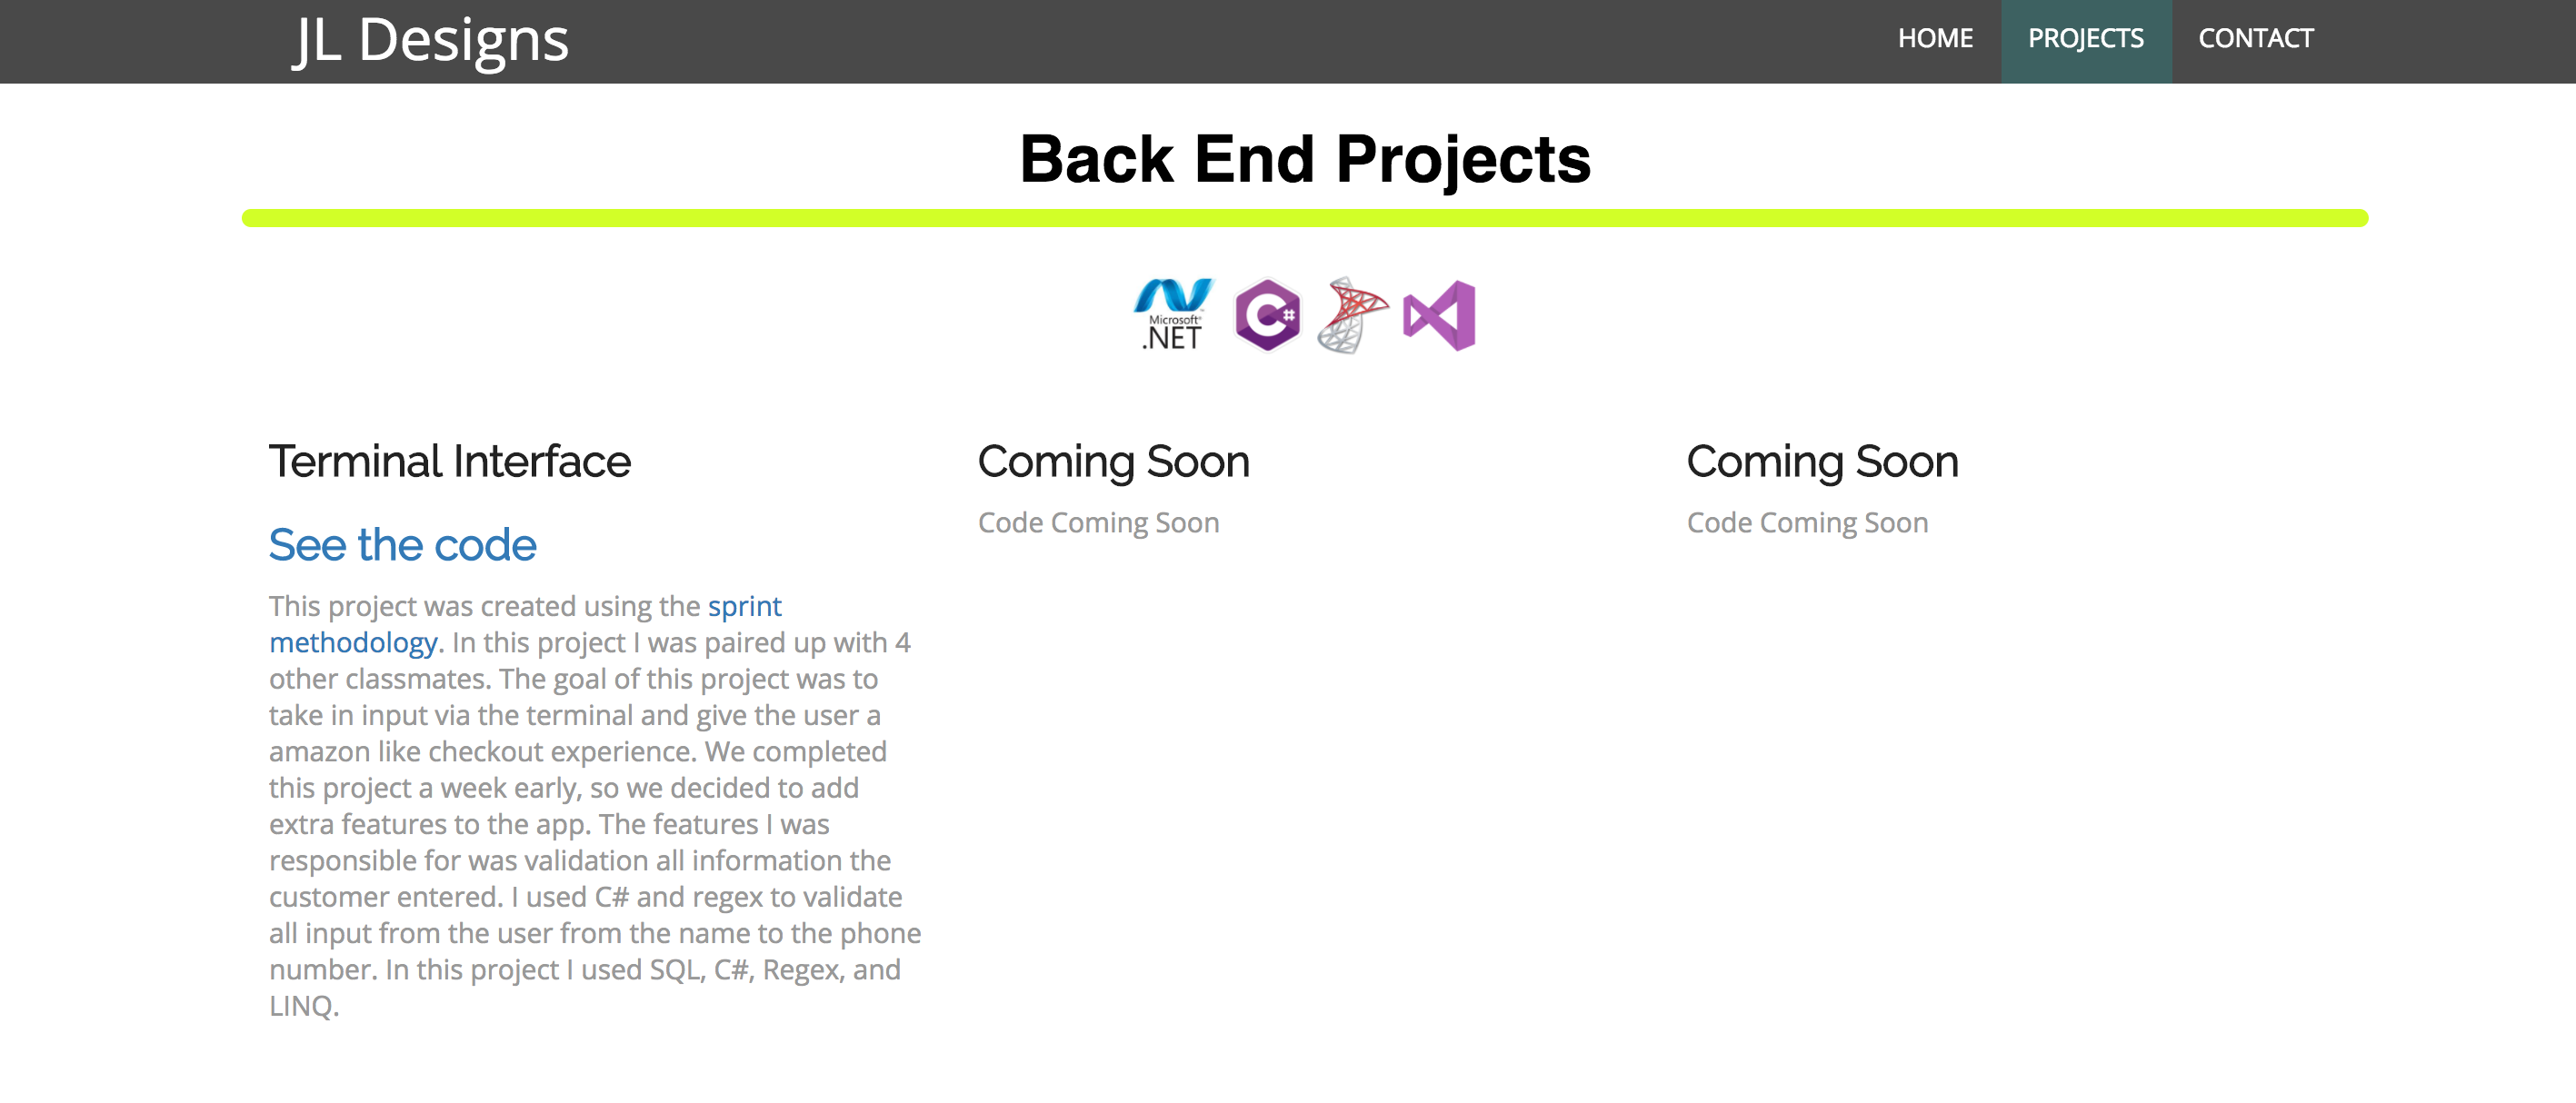 JL Designs
HOME
PROJECTS
CONTACT
Back End Projects
Microsoft®
.NET
C#
Terminal Interface
See the code
This project was created using the sprint
methodology. In this project I was paired up with 4
other classmates. The goal of this project was to
take in input via the terminal and give the user a
amazon like checkout experience. We completed
this project a week early, so we decided to add
extra features to the app. The features I was
responsible for was validation all information the
customer entered. I used C# and regex to validate
all input from the user from the name to the phone
number. In this project I used SQL, C#, Regex, and
LINQ.
Coming Soon
Code Coming Soon
Coming Soon
Code Coming Soon